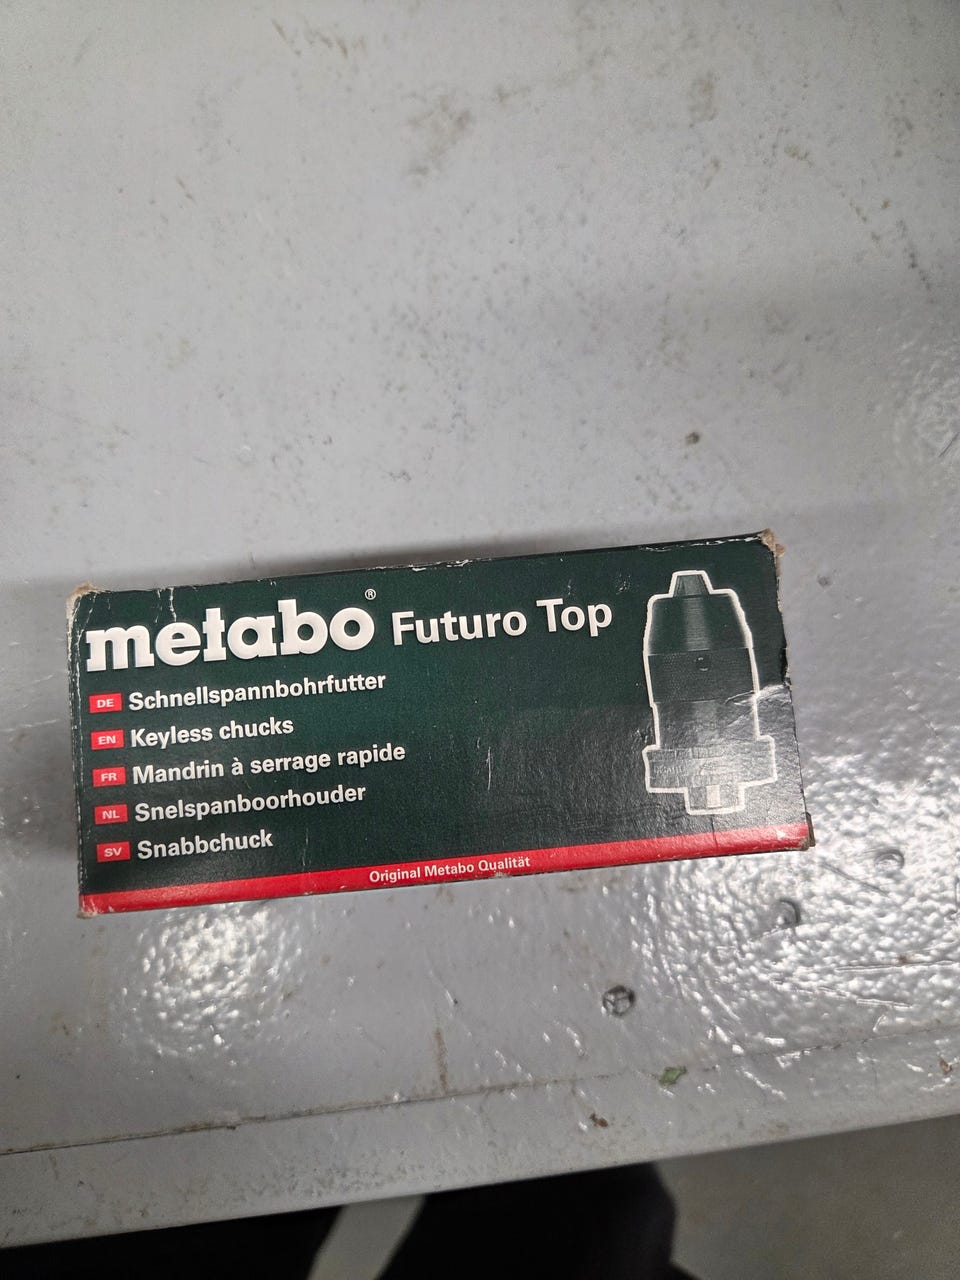 metabo® Futuro Top
DE Schnellspannbohrfutter
EN Keyless chucks
FR Mandrin à serrage rapide
NL Snelspanboorhouder
SV Snabbchuck
Original Metabo Qualität